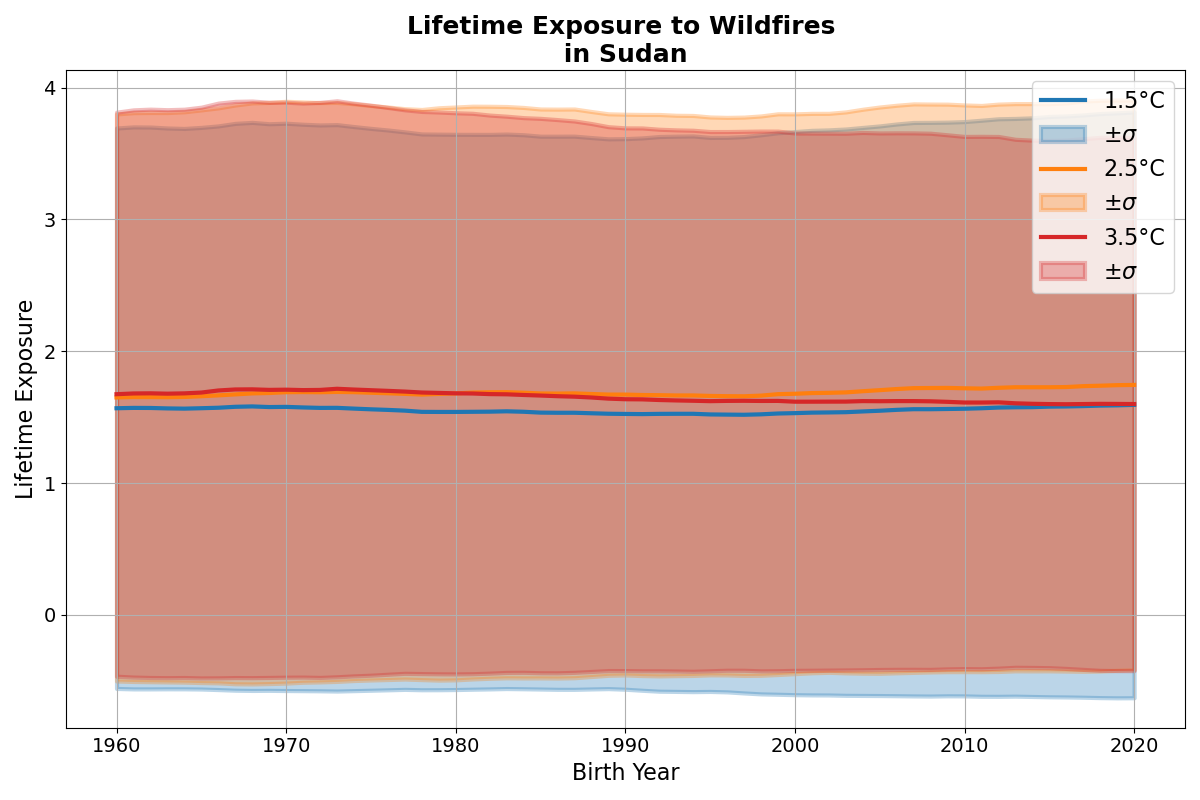 Lifetime Exposure to Wildfires
in Sudan
Lifetime Exposure
4
3
2
1
0
1.5°C
±σ
2.5°C
±σ
3.5°C
±σ
1960 1970 1980 1990 2000 2010 2020
Birth Year